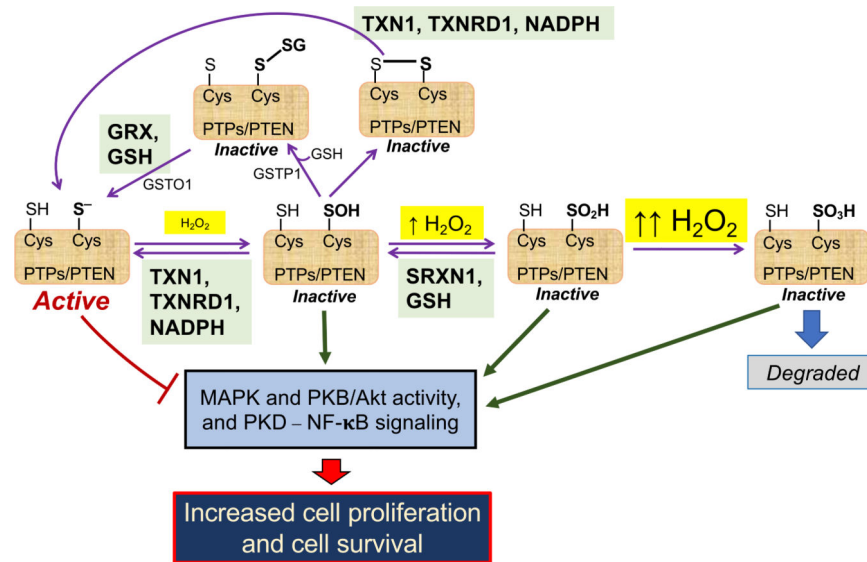 TXN1, TXNRD1, NADPH
S
S
SG
Cys
Cys
PTPs/PTEN
Inactive
S
S
Cys
Cys
PTPs/PTEN
Inactive
GRX,
GSH
GSTO1
GSTP1
GSH
SH
S⁻
Cys
Cys
PTPs/PTEN
Active
H₂O₂
TXN1,
TXNRD1,
NADPH
SH
SOH
Cys
Cys
PTPs/PTEN
Inactive
↑ H₂O₂
SRXN1,
GSH
SH
SO₂H
Cys
Cys
PTPs/PTEN
Inactive
↑↑ H₂O₂
SH
SO₃H
Cys
Cys
PTPs/PTEN
Inactive
Degraded
MAPK and PKB/Akt activity,
and PKD – NF-κB signaling
Increased cell proliferation
and cell survival